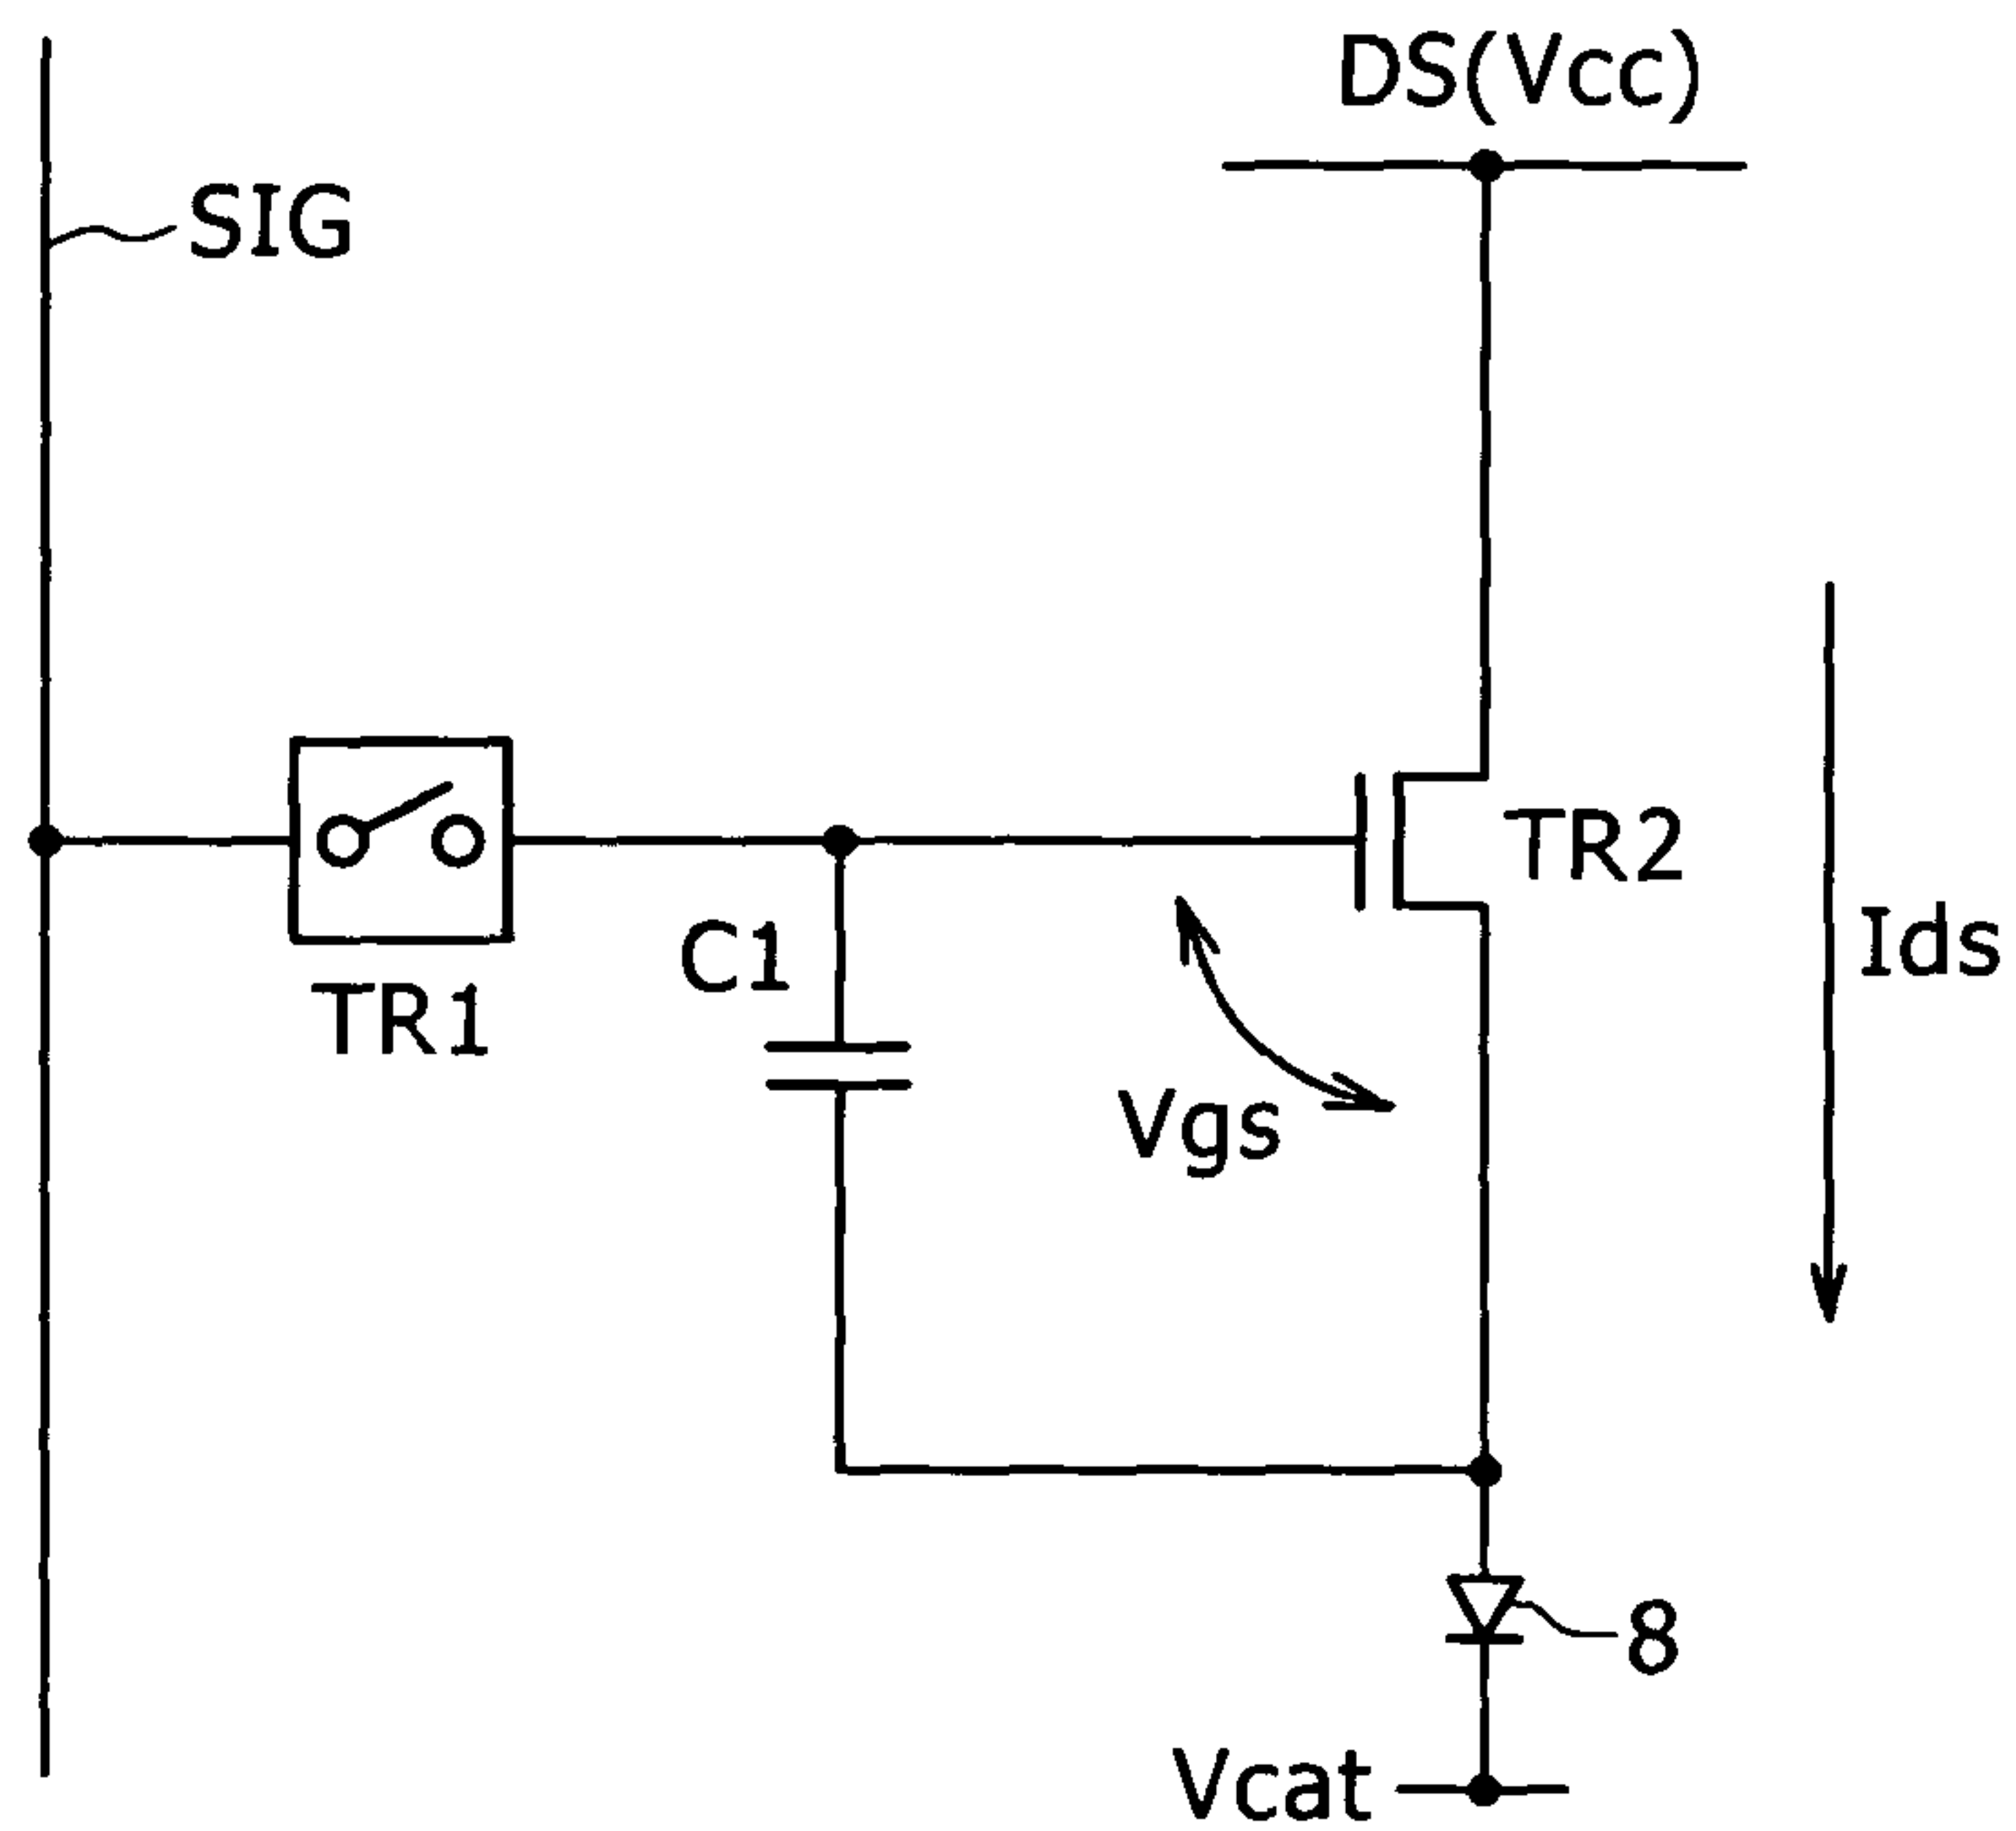 DS(Vcc)
SIG
TR2
Ids
C1
TR1
Vgs
8
Vcat